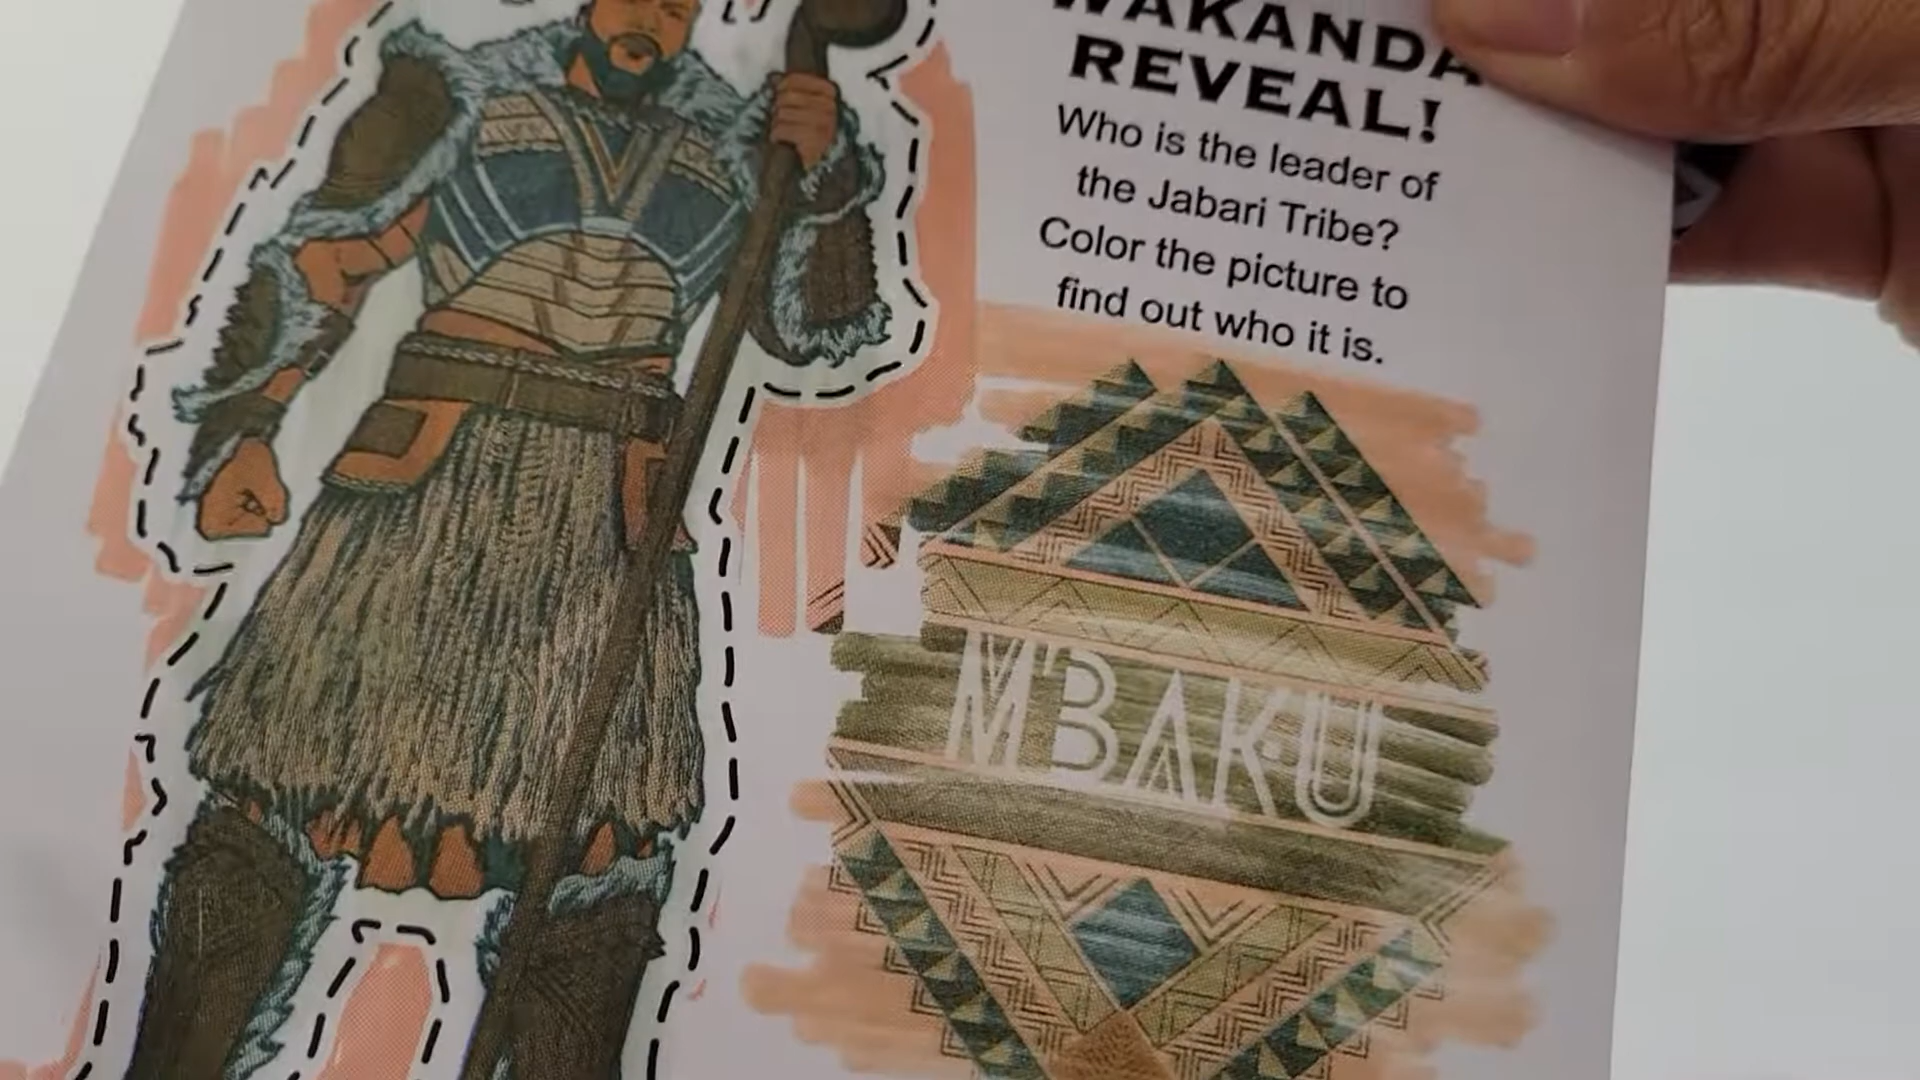 WAKANDA
REVEAL!
Who is the leader of
the Jabari Tribe?
Color the picture to
find out who it is.
M'BAKU